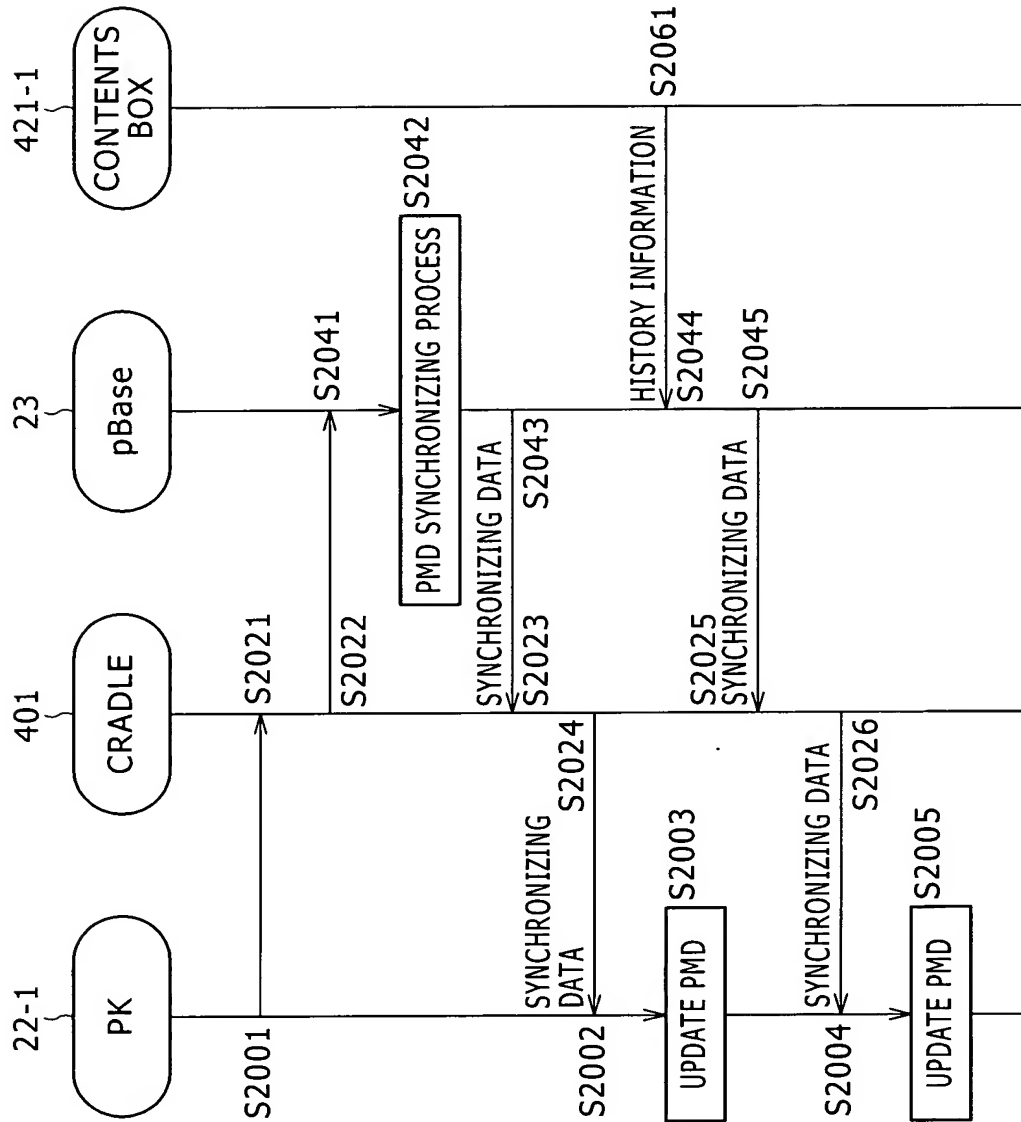 22-1
401
23
421-1
PK
CRADLE
pBase
CONTENTS
BOX
S2001
S2021
S2022
S2041
PMD SYNCHRONIZING PROCESS
S2042
SYNCHRONIZING DATA
S2023
S2043
SYNCHRONIZING
DATA
S2002
S2024
UPDATE PMD
S2003
HISTORY INFORMATION
S2044
S2061
S2025
SYNCHRONIZING DATA
S2045
SYNCHRONIZING DATA
S2004
S2026
UPDATE PMD
S2005